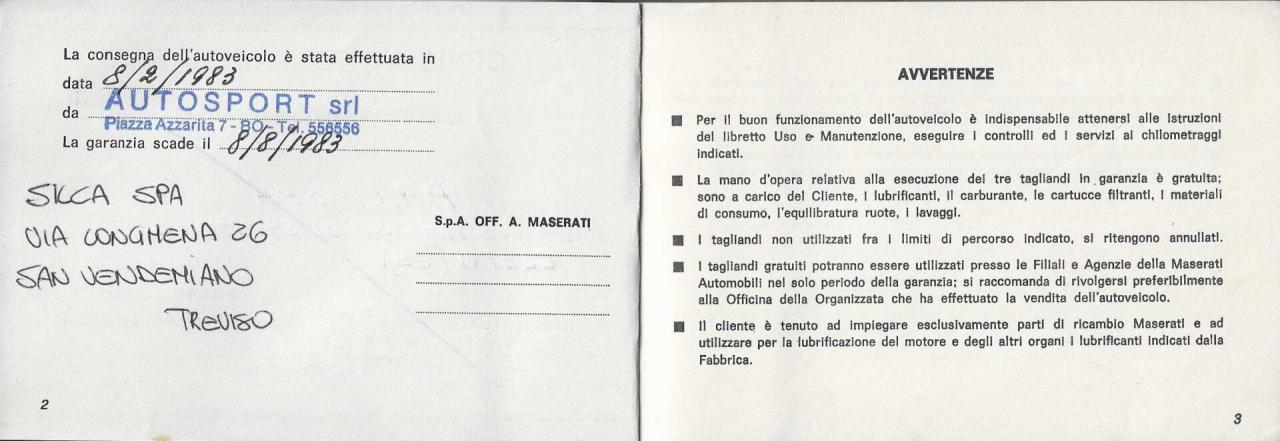 La consegna dell'autoveicolo è stata effettuata in
data 8/2/1983
AUTOSPORT srl
da
Piazza Azzarita 7 - BO - Tel. 556556
La garanzia scade il 8/8/1983
SICCA SPA
VIA LONGHENA 26
SAN VENDEMIANO
TREVISO
S.p.A. OFF. A. MASERATI
2
AVVERTENZE
Per il buon funzionamento dell'autoveicolo è indispensabile attenersi alle istruzioni
del libretto Uso e Manutenzione, eseguire i controlli ed i servizi ai chilometraggi
indicati.
La mano d'opera relativa alla esecuzione dei tre tagliandi in garanzia è gratuita;
sono a carico del Cliente, i lubrificanti, il carburante, le cartucce filtranti, i materiali
di consumo, l'equilibratura ruote, i lavaggi.
I tagliandi non utilizzati fra i limiti di percorso indicato, si ritengono annullati.
I tagliandi gratuiti potranno essere utilizzati presso le Filiali e Agenzie della Maserati
Automobili nel solo periodo della garanzia; si raccomanda di rivolgersi preferibilmente
alla Officina della Organizzata che ha effettuato la vendita dell'autoveicolo.
Il cliente è tenuto ad impiegare esclusivamente parti di ricambio Maserati e ad
utilizzare per la lubrificazione del motore e degli altri organi i lubrificanti indicati dalla
Fabbrica.
3